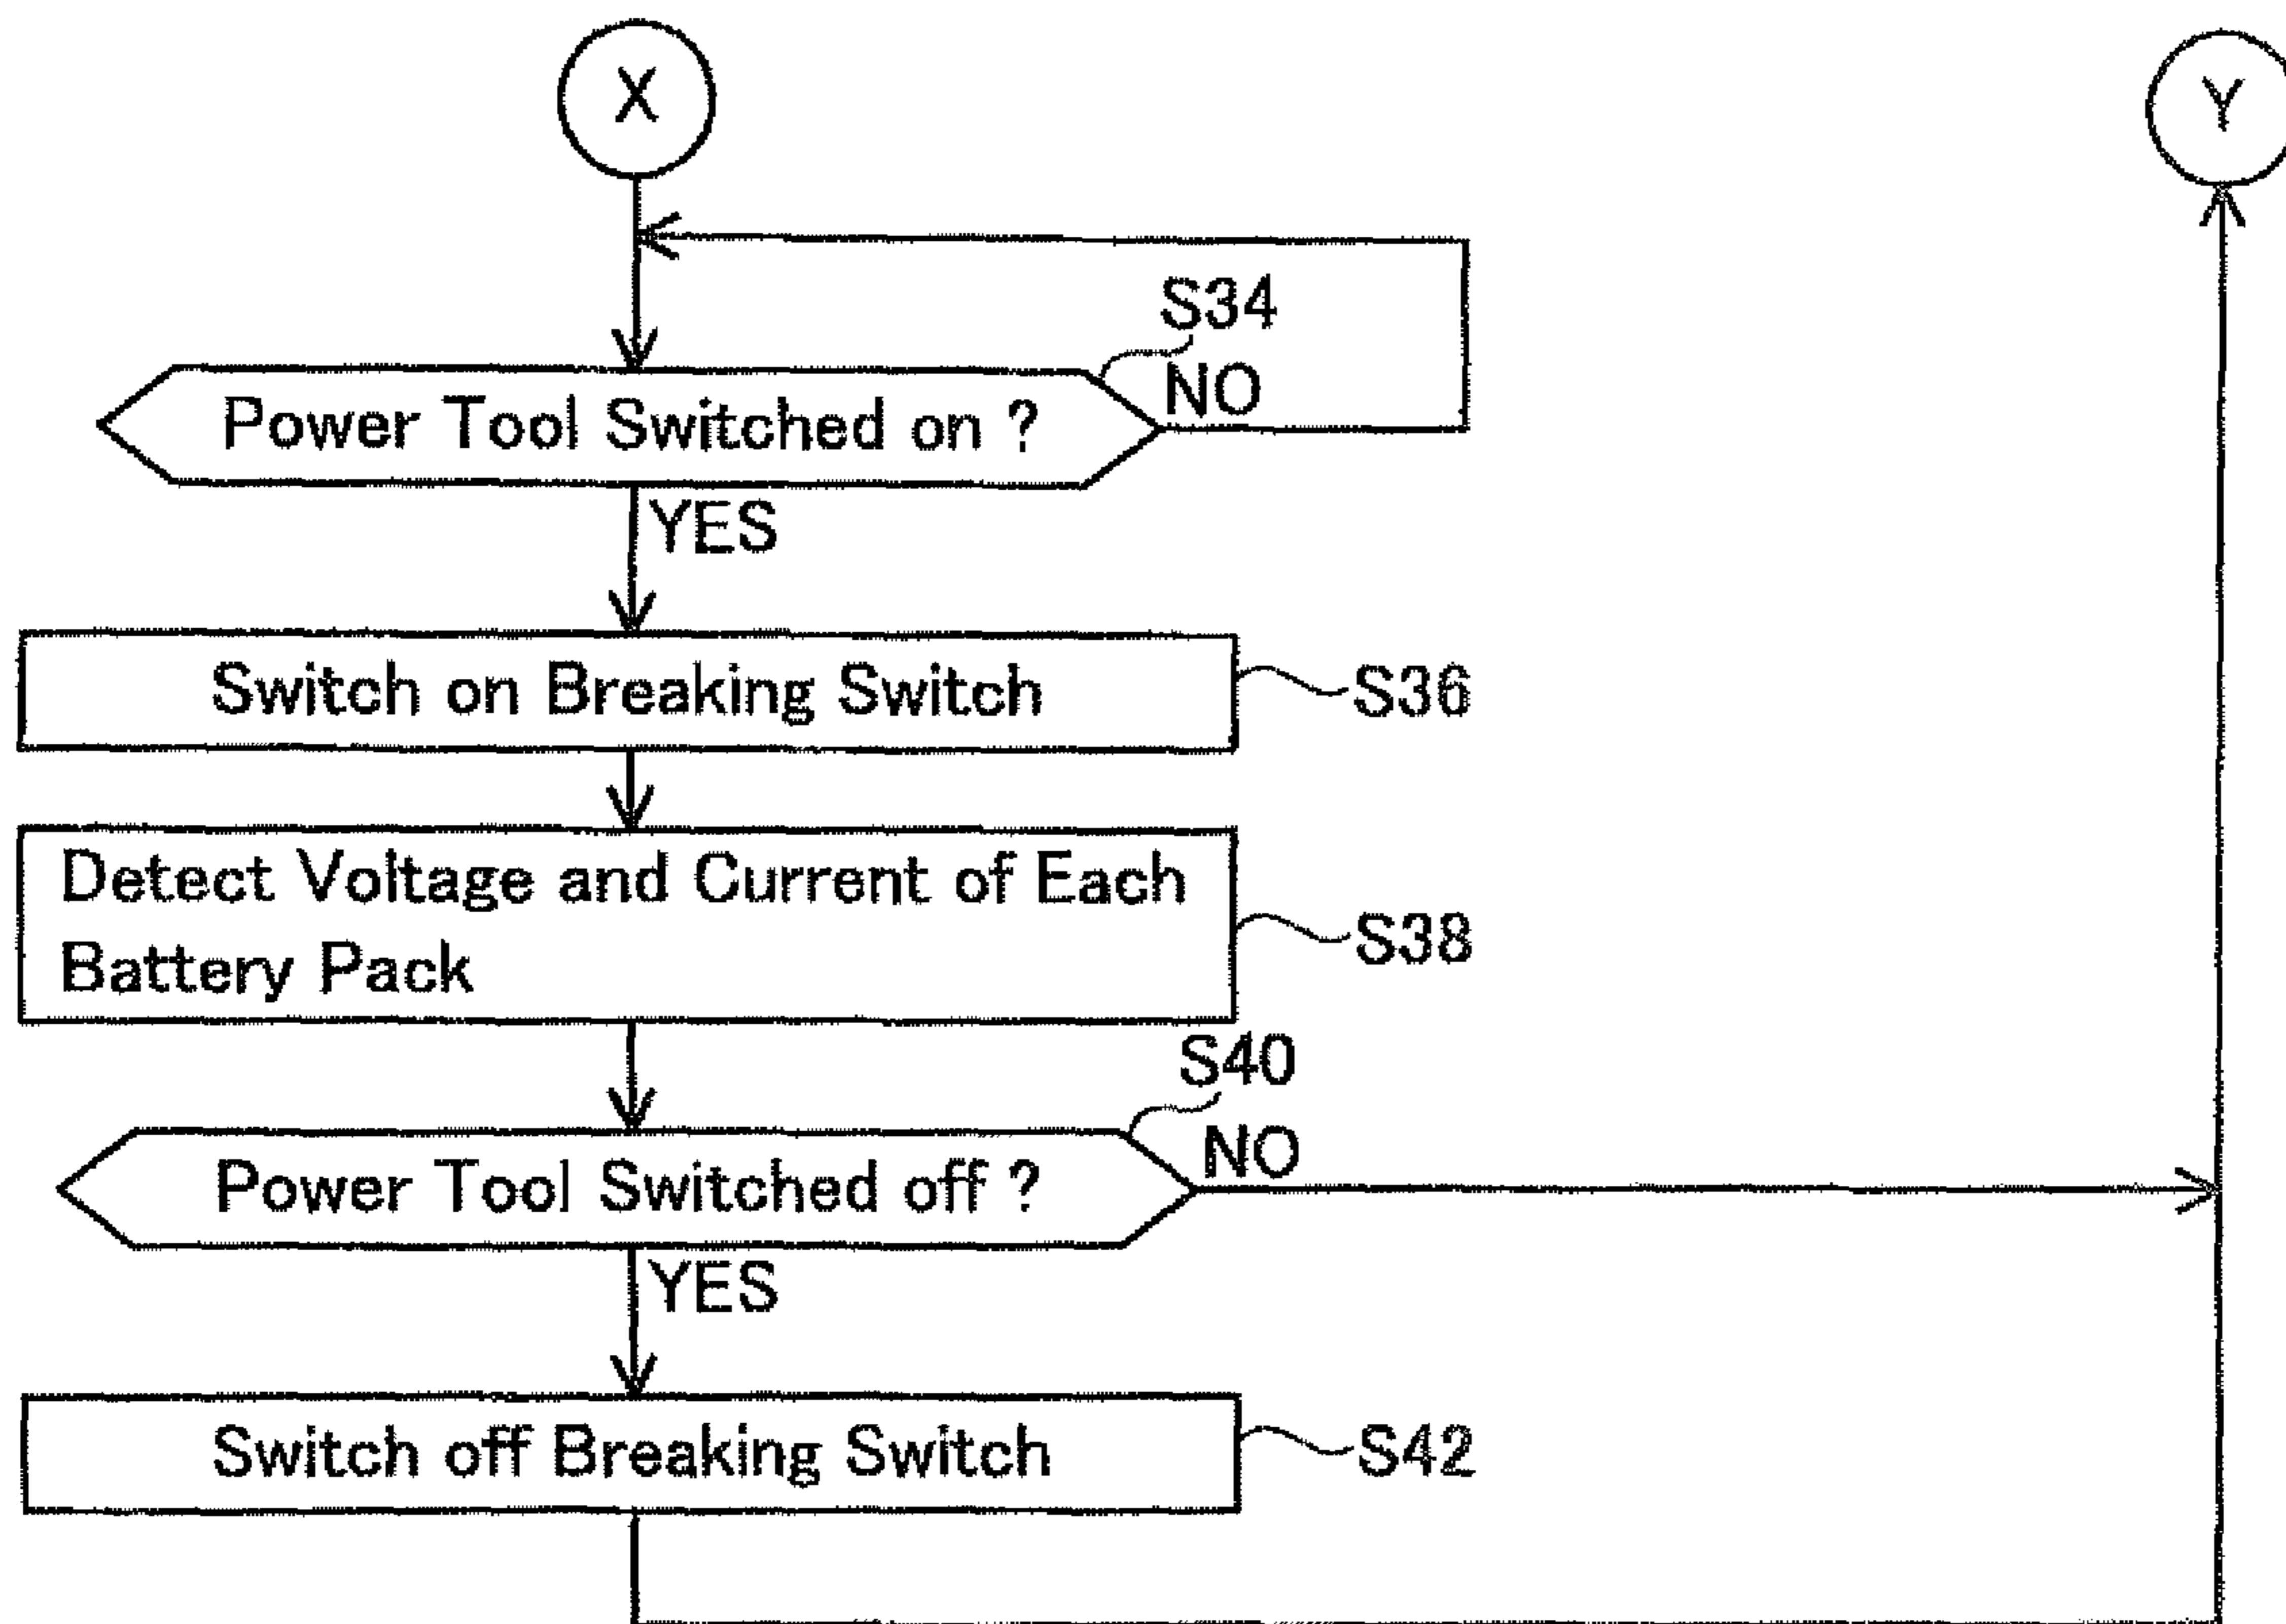 X
Y
S34
Power Tool Switched on ?
NO
YES
Switch on Breaking Switch
S36
Detect Voltage and Current of Each
Battery Pack
S38
S40
Power Tool Switched off ?
NO
YES
Switch off Breaking Switch
S42